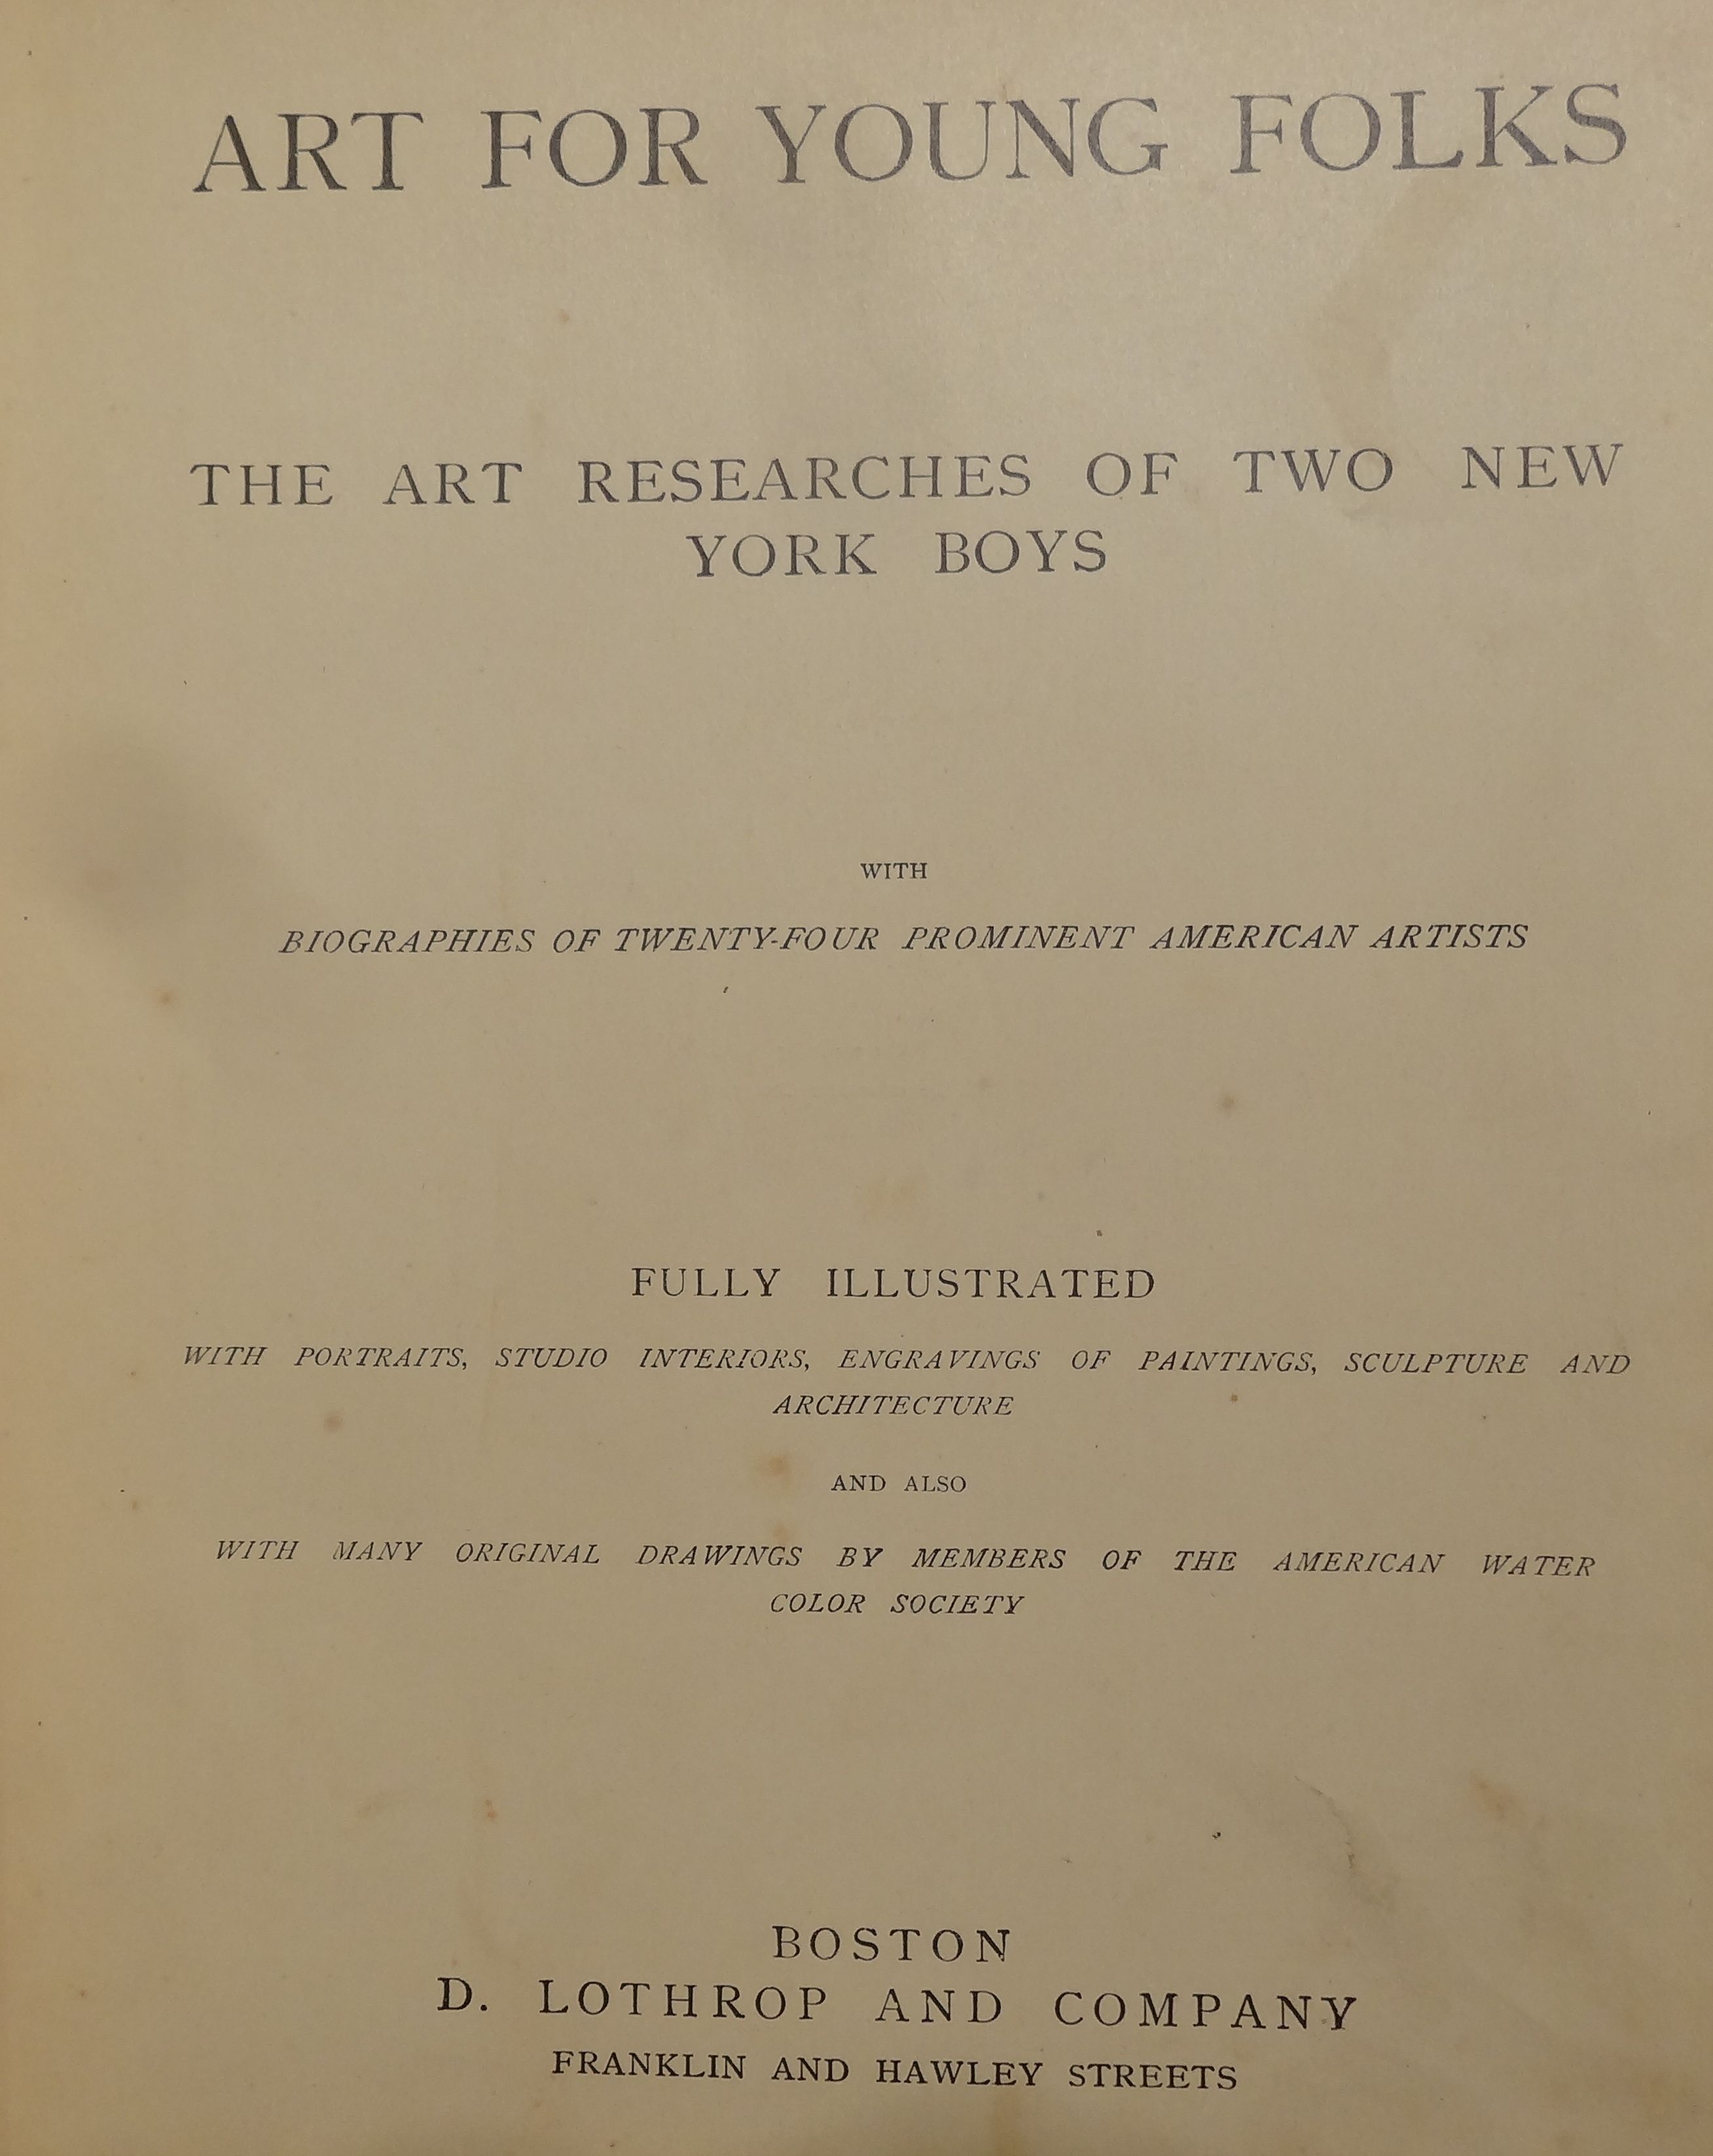 ART FOR YOUNG FOLKS
THE ART RESEARCHES OF TWO NEW
YORK BOYS
WITH
BIOGRAPHIES OF TWENTY-FOUR PROMINENT AMERICAN ARTISTS
FULLY ILLUSTRATED
WITH PORTRAITS, STUDIO INTERIORS, ENGRAVINGS OF PAINTINGS, SCULPTURE AND
ARCHITECTURE
AND ALSO
WITH MANY ORIGINAL DRAWINGS BY MEMBERS OF THE AMERICAN WATER
COLOR SOCIETY
BOSTON
D. LOTHROP AND COMPANY
FRANKLIN AND HAWLEY STREETS